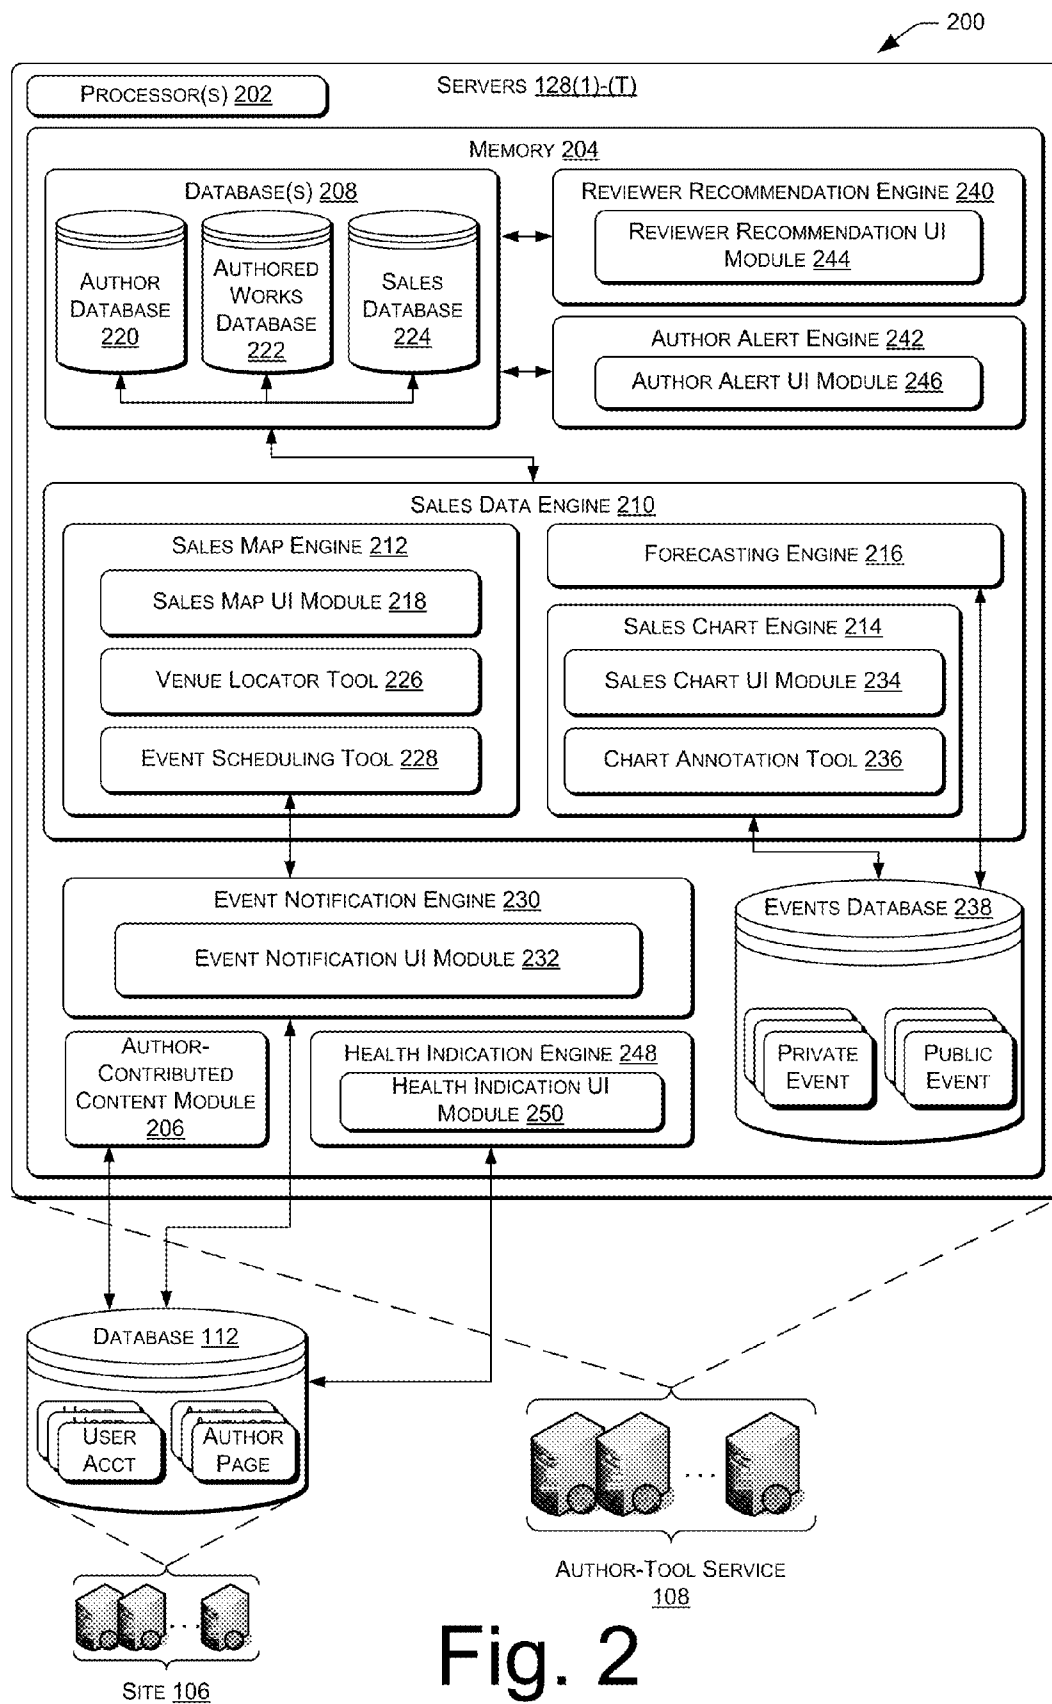 200
SERVERS 128(1)-(T)
PROCESSOR(S) 202
MEMORY 204
DATABASE(S) 208
AUTHOR
DATABASE
220
AUTHORED
WORKS
DATABASE
222
SALES
DATABASE
224
REVIEWER RECOMMENDATION ENGINE 240
REVIEWER RECOMMENDATION UI
MODULE 244
AUTHOR ALERT ENGINE 242
AUTHOR ALERT UI MODULE 246
SALES DATA ENGINE 210
SALES MAP ENGINE 212
SALES MAP UI MODULE 218
VENUE LOCATOR TOOL 226
EVENT SCHEDULING TOOL 228
FORECASTING ENGINE 216
SALES CHART ENGINE 214
SALES CHART UI MODULE 234
CHART ANNOTATION TOOL 236
EVENT NOTIFICATION ENGINE 230
EVENT NOTIFICATION UI MODULE 232
EVENTS DATABASE 238
PRIVATE
EVENT
PUBLIC
EVENT
AUTHOR-
CONTRIBUTED
CONTENT MODULE
206
HEALTH INDICATION ENGINE 248
HEALTH INDICATION UI
MODULE 250
DATABASE 112
USER
ACCT
AUTHOR
PAGE
...
AUTHOR-TOOL SERVICE
108
...
SITE 106
Fig. 2